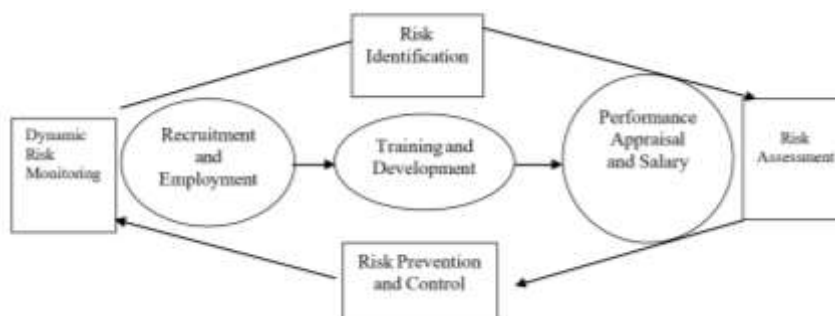 Risk
Identification
Dynamic
Risk
Monitoring
Recruitment
and
Employment
Training and
Development
Performance
Appraisal
and Salary
Risk
Assessment
Risk Prevention
and Control